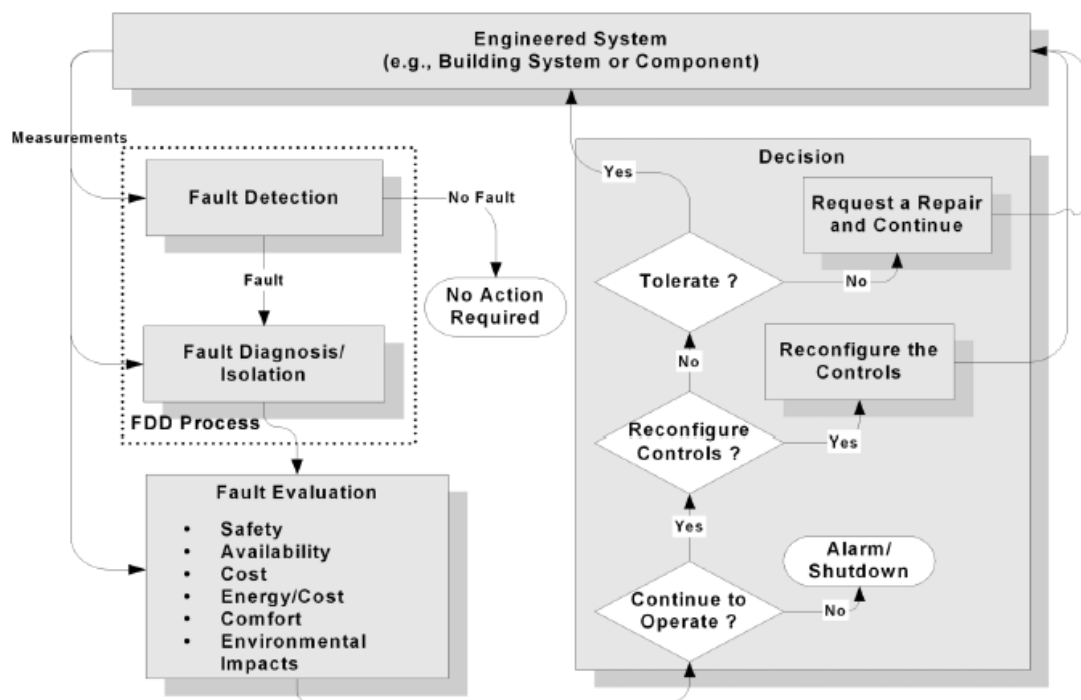 Engineered System
(e.g., Building System or Component)
Measurements
Fault Detection
No Fault
No Action
Required
Fault
Fault Diagnosis/
Isolation
FDD Process
Fault Evaluation
• Safety
• Availability
• Cost
• Energy/Cost
• Comfort
• Environmental
Impacts
Decision
Yes
Request a Repair
and Continue
Tolerate ?
No
No
Reconfigure the
Controls
Reconfigure
Controls ?
Yes
Yes
Alarm/
Shutdown
Continue to
Operate ?
No